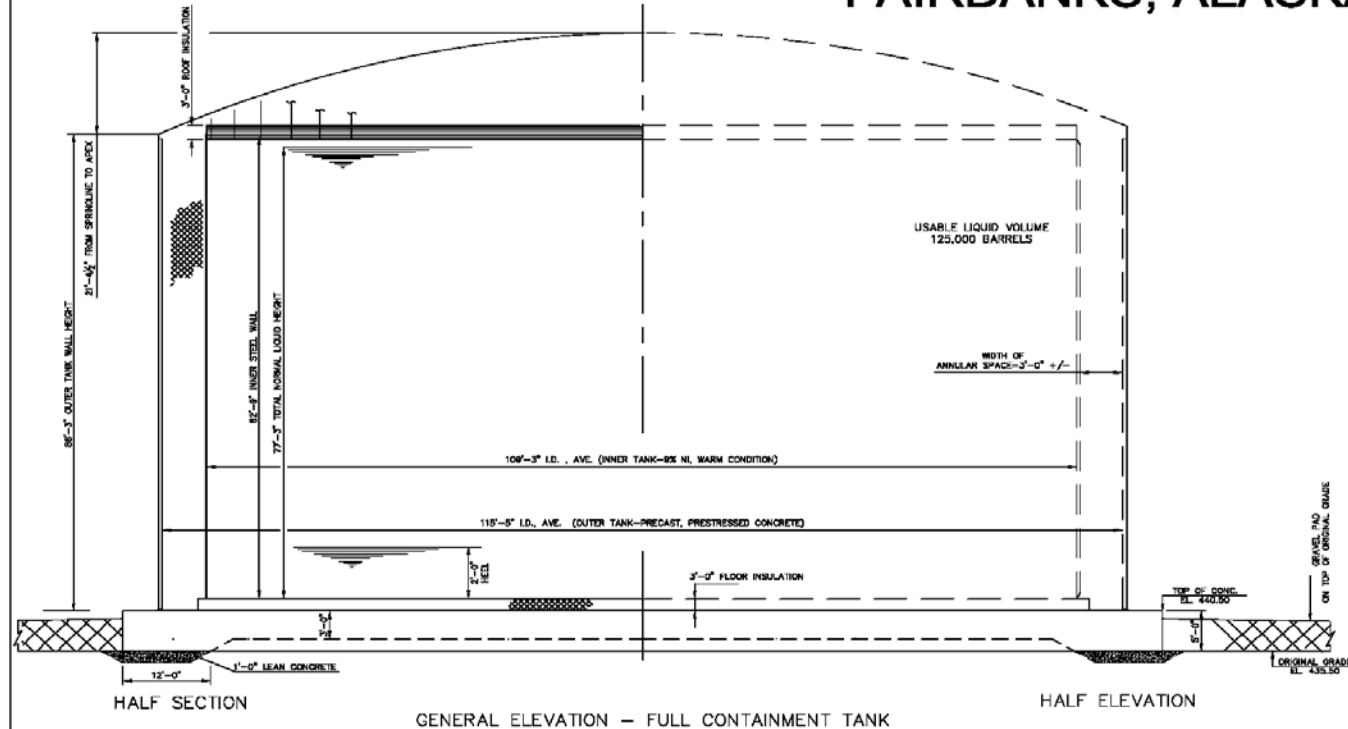 FAIRBANKS, ALASKA
3'-0" ROOF INSULATION
21'-4½" FROM SPRINGLINE TO APEX
USABLE LIQUID VOLUME
125,000 BARRELS
86'-3" OUTER TANK WALL HEIGHT
82'-9" INNER STEEL WALL
77'-3" TOTAL NORMAL LIQUID HEIGHT
WIDTH OF
ANNULAR SPACE-3'-0" +/-
109'-3" I.D. , AVE. (INNER TANK-9% NI, WARM CONDITION)
115'-5" I.D., AVE. (OUTER TANK-PRECAST, PRESTRESSED CONCRETE)
GRAVEL PAD
ON TOP OF ORIGINAL GRADE
2'-0"
HEEL
3'-0" FLOOR INSULATION
TOP OF CONC.
EL. 440.50
3'-0"
5'-0"
1'-0" LEAN CONCRETE
12'-0"
ORIGINAL GRADE
EL. 435.50
HALF SECTION
HALF ELEVATION
GENERAL ELEVATION – FULL CONTAINMENT TANK